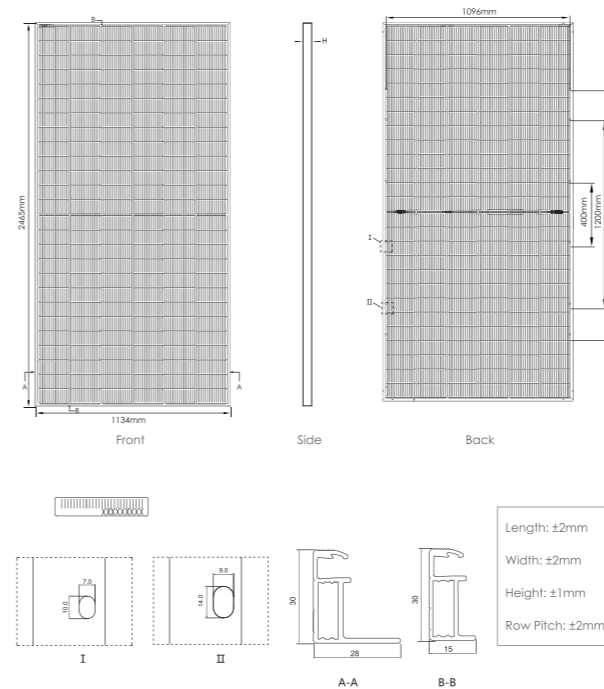 B
H
1096mm
2465mm
400mm
1200mm
I
II
A
A
B
1134mm
Front
Side
Back
7.0
10.0
I
9.0
14.0
II
30
28
A-A
30
15
B-B
Length: ±2mm
Width: ±2mm
Height: ±1mm
Row Pitch: ±2mm